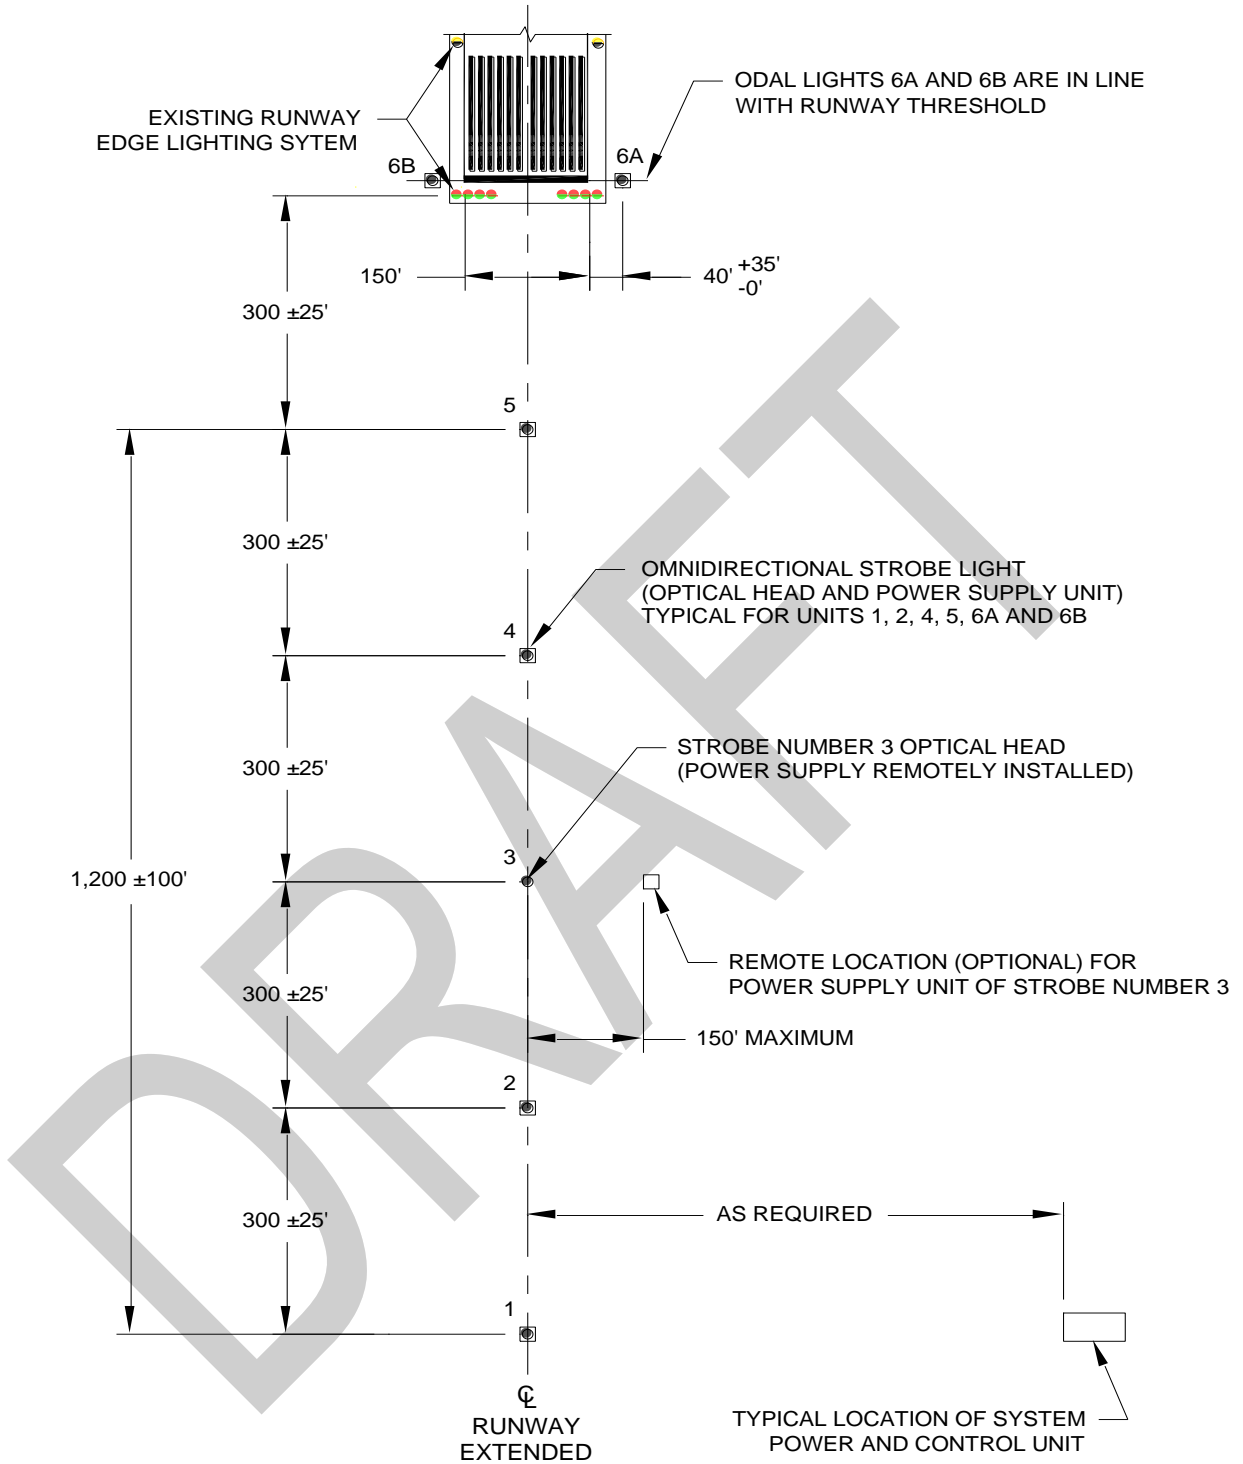 ODAL LIGHTS 6A AND 6B ARE IN LINE
WITH RUNWAY THRESHOLD
EXISTING RUNWAY
EDGE LIGHTING SYTEM
6B
6A
150'
40' +35'
-0'
300 ±25'
5
300 ±25'
OMNIDIRECTIONAL STROBE LIGHT
(OPTICAL HEAD AND POWER SUPPLY UNIT)
TYPICAL FOR UNITS 1, 2, 4, 5, 6A AND 6B
4
300 ±25'
STROBE NUMBER 3 OPTICAL HEAD
(POWER SUPPLY REMOTELY INSTALLED)
3
1,200 ±100'
REMOTE LOCATION (OPTIONAL) FOR
POWER SUPPLY UNIT OF STROBE NUMBER 3
300 ±25'
150' MAXIMUM
2
300 ±25'
AS REQUIRED
1
℄
RUNWAY
EXTENDED
TYPICAL LOCATION OF SYSTEM
POWER AND CONTROL UNIT
DRAFT